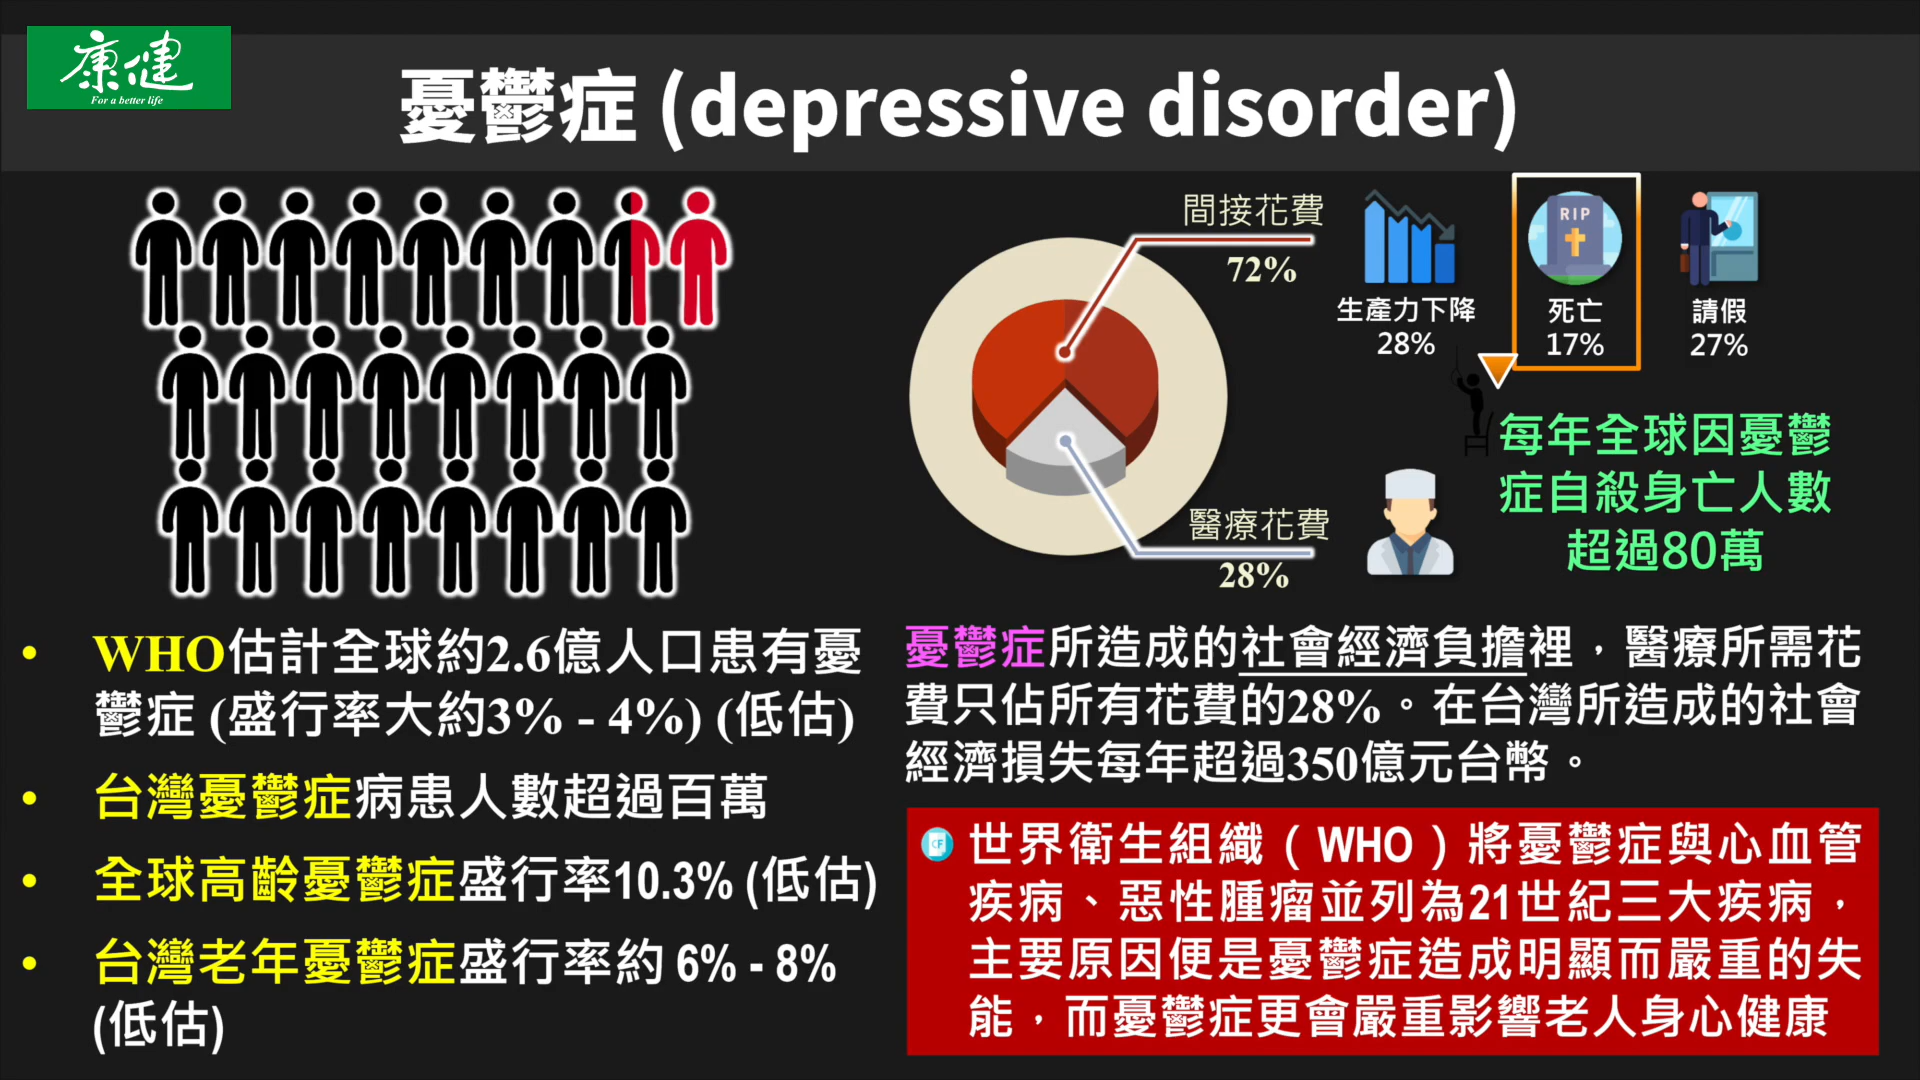 康健
For a better life
憂鬱症 (depressive disorder)
間接花費
72%
生產力下降
28%
RIP
死亡
17%
請假
27%
每年全球因憂鬱
症自殺身亡人數
超過80萬
醫療花費
28%
• WHO估計全球約2.6億人口患有憂
鬱症 (盛行率大約3% - 4%) (低估)
• 台灣憂鬱症病患人數超過百萬
• 全球高齡憂鬱症盛行率10.3% (低估)
• 台灣老年憂鬱症盛行率約 6% - 8%
(低估)
憂鬱症所造成的社會經濟負擔裡，醫療所需花
費只佔所有花費的28%。在台灣所造成的社會
經濟損失每年超過350億元台幣。
CF
世界衛生組織（WHO）將憂鬱症與心血管
疾病、惡性腫瘤並列為21世紀三大疾病，
主要原因便是憂鬱症造成明顯而嚴重的失
能，而憂鬱症更會嚴重影響老人身心健康